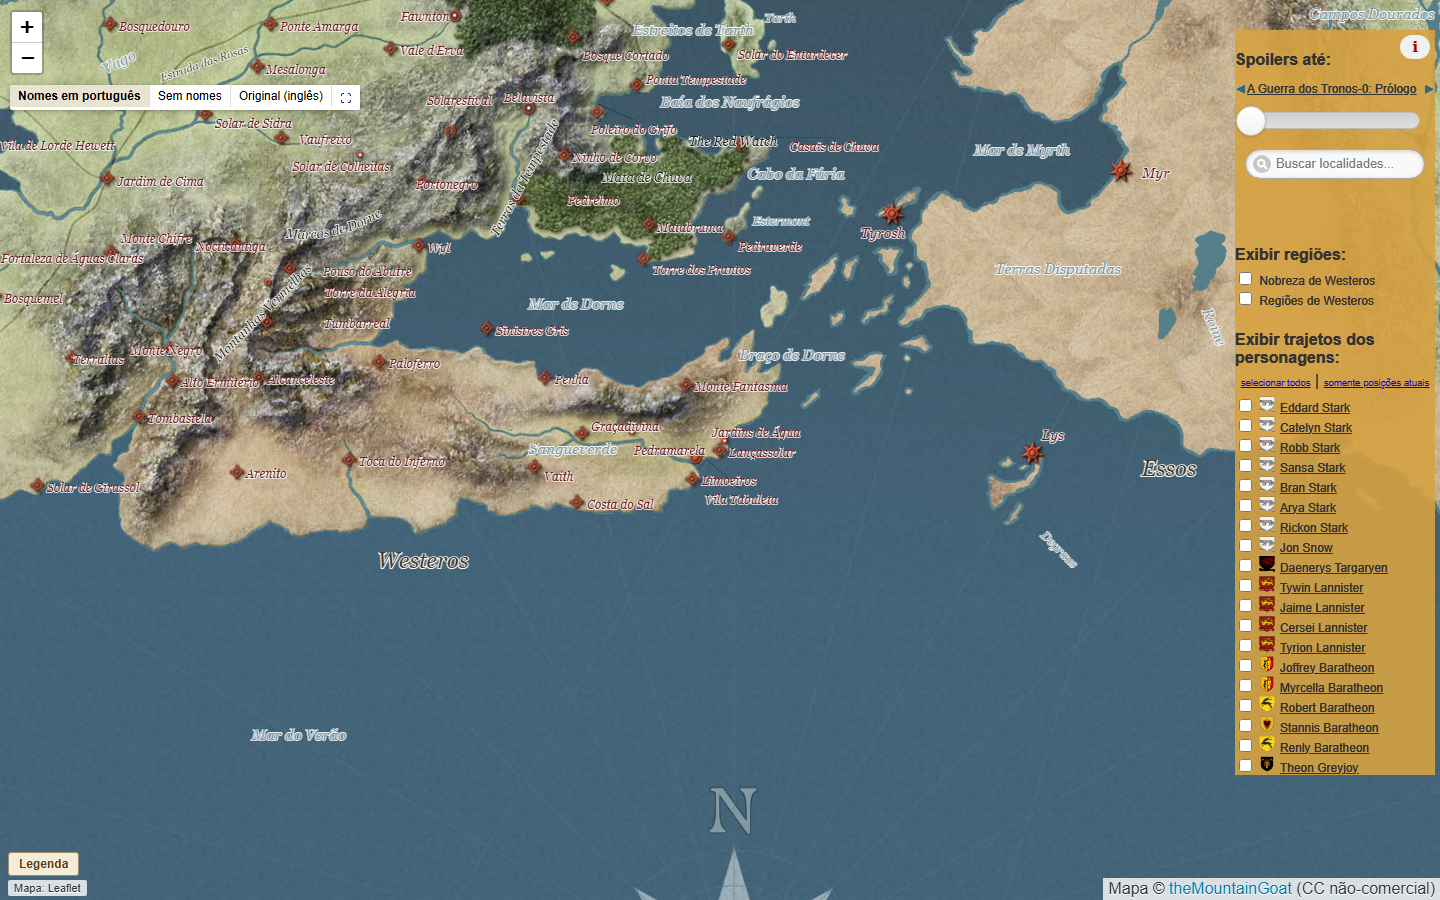 +
−
Nomes em português
Sem nomes
Original (inglês)
Bosquedouro
Ponte Amarga
Fawnton
Vago
Estrada das Rosas
Vale d'Erva
Mesalonga
Estreitos de Tarth
Tarth
Bosque Cortado
Solar do Entardecer
Ponta Tempestade
Campos Dourados
Solarestival
Belavista
Baía dos Naufrágios
Solar de Sidra
Vaufreixo
Poleiro do Grifo
The Red Watch
Casais de Chuva
Vila de Lorde Hewett
Solar de Colheitas
Ninho de Corvo
Mata de Chuva
Mar de Myrth
Myr
Jardim de Cima
Portonegro
Terras da Tempestade
Pedrelmo
Cabo da Fúria
Estermont
Tyrosh
Marcas de Dorne
Matabruma
Pedraverde
Monte Chifre
Nocticantiga
Wyl
Fortaleza de Águas Claras
Pouso do Abutre
Torre dos Prantos
Terras Disputadas
Bosquemel
Montanhas Vermelhas
Torre da Alegria
Mar de Dorne
Roine
Tumbarreal
Sinistres Gris
Terraltas
Monte Negro
Paloferro
Braço de Dorne
Alto Ermitério
Alcanceleste
Penha
Monte Fantasma
Tombastela
Graçadivina
Jardins de Água
Lys
Sangueverde
Pedramarela
Lançassolar
Arenito
Toca do Inferno
Vaith
Limoeiros
Essos
Solar de Girassol
Costa do Sal
Vila Tabuleta
Westeros
Degraus
Mar do Verão
N
i
Spoilers até:
A Guerra dos Tronos-0: Prólogo
Buscar localidades...
Exibir regiões:
Nobreza de Westeros
Regiões de Westeros
Exibir trajetos dos
personagens:
selecionar todos | somente posições atuais
Eddard Stark
Catelyn Stark
Robb Stark
Sansa Stark
Bran Stark
Arya Stark
Rickon Stark
Jon Snow
Daenerys Targaryen
Tywin Lannister
Jaime Lannister
Cersei Lannister
Tyrion Lannister
Joffrey Baratheon
Myrcella Baratheon
Robert Baratheon
Stannis Baratheon
Renly Baratheon
Theon Greyjoy
Legenda
Mapa: Leaflet
Mapa © theMountainGoat (CC não-comercial)